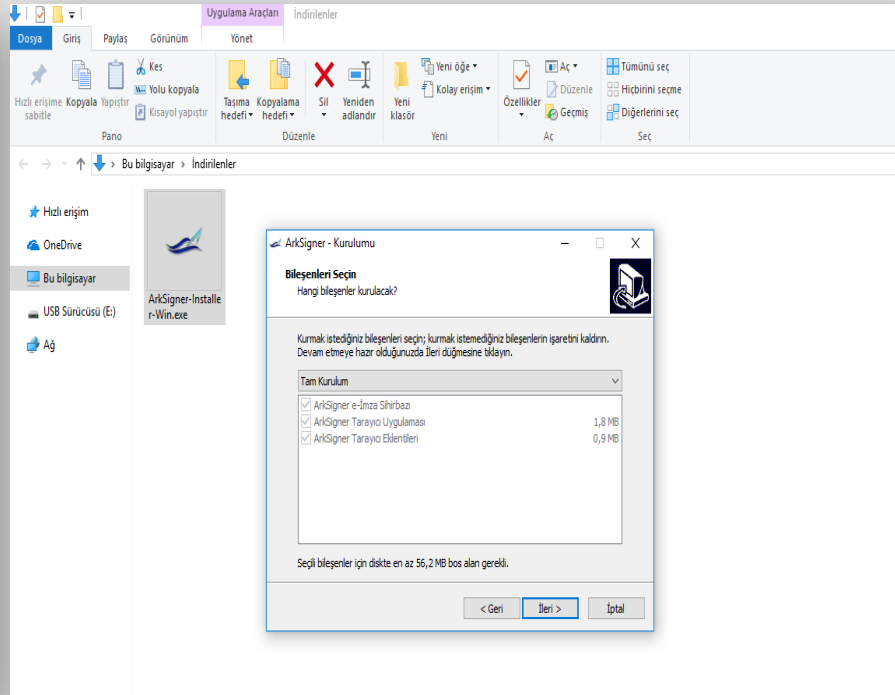 Uygulama Araçları
İndirilenler
Dosya
Giriş
Paylaş
Görünüm
Yönet
Hızlı erişime
sabitle
Kopyala
Yapıştır
Kes
Yolu kopyala
Kısayol yapıştır
Pano
Taşıma
hedefi
Kopyalama
hedefi
Sil
Yeniden
adlandır
Düzenle
Yeni
klasör
Yeni öğe
Kolay erişim
Yeni
Özellikler
Aç
Düzenle
Geçmiş
Aç
Tümünü seç
Hiçbirini seçme
Diğerlerini seç
Seç
Bu bilgisayar > İndirilenler
Hızlı erişim
OneDrive
Bu bilgisayar
USB Sürücüsü (E:)
Ağ
ArkSigner-Installe
r-Win.exe
ArkSigner - Kurulumu
Bileşenleri Seçin
Hangi bileşenler kurulacak?
Kurmak istediğiniz bileşenleri seçin; kurmak istemediğiniz bileşenlerin işaretini kaldırın.
Devam etmeye hazır olduğunuzda İleri düğmesine tıklayın.
Tam Kurulum
ArkSigner e-İmza Sihirbazı
ArkSigner Tarayıcı Uygulaması 1,8 MB
ArkSigner Tarayıcı Eklentileri 0,9 MB
Seçili bileşenler için diskte en az 56,2 MB bos alan gerekli.
< Geri
İleri >
İptal